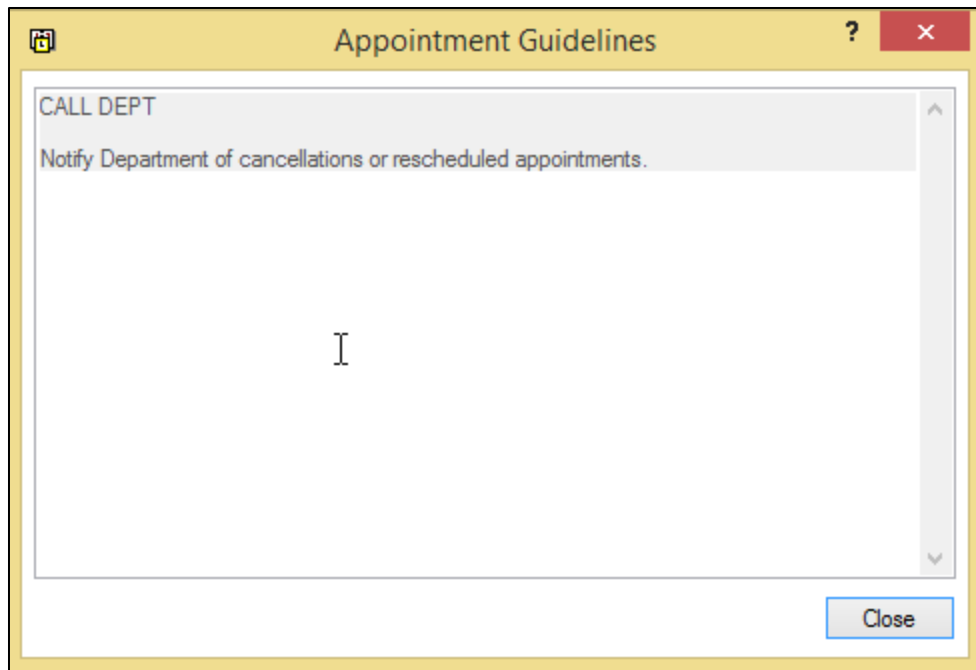 Appointment Guidelines
?
CALL DEPT
Notify Department of cancellations or rescheduled appointments.
Close